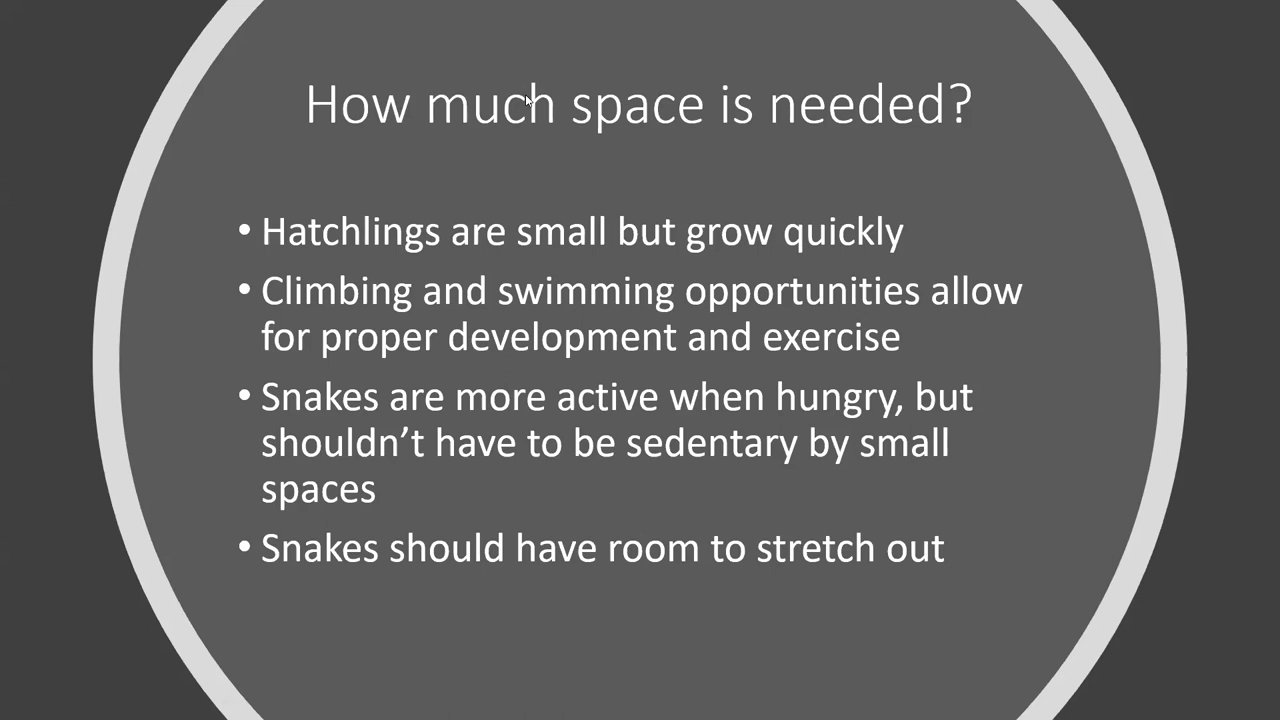 How much space is needed?
• Hatchlings are small but grow quickly
• Climbing and swimming opportunities allow
for proper development and exercise
• Snakes are more active when hungry, but
shouldn’t have to be sedentary by small
spaces
• Snakes should have room to stretch out